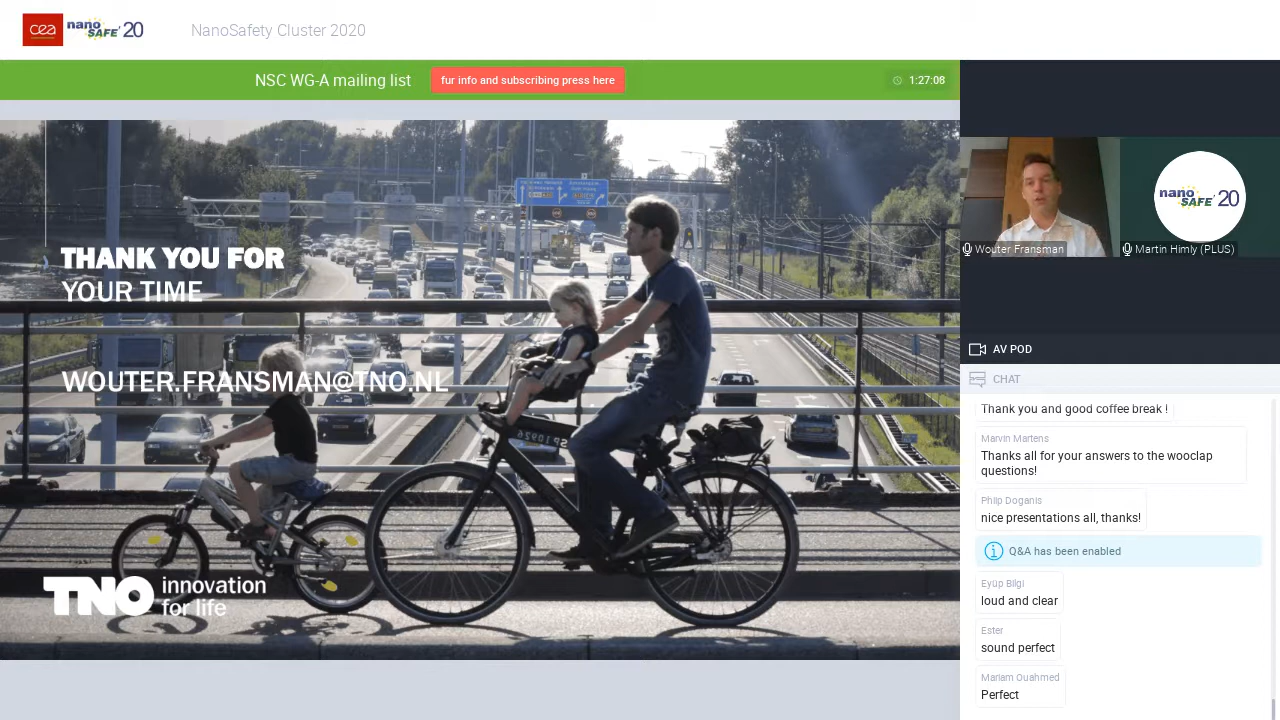 cea nano SAFE' 20
NanoSafety Cluster 2020
NSC WG-A mailing list
fur info and subscribing press here
1:27:08
THANK YOU FOR
YOUR TIME
WOUTER.FRANSMAN@TNO.NL
TNO innovation
for life
nano
SAFE' 20
Wouter Fransman
Martin Himly (PLUS)
AV POD
CHAT
Thank you and good coffee break !
Marvin Martens
Thanks all for your answers to the wooclap
questions!
Philip Doganis
nice presentations all, thanks!
Q&A has been enabled
Eyüp Bilgi
loud and clear
Ester
sound perfect
Mariam Ouahmed
Perfect